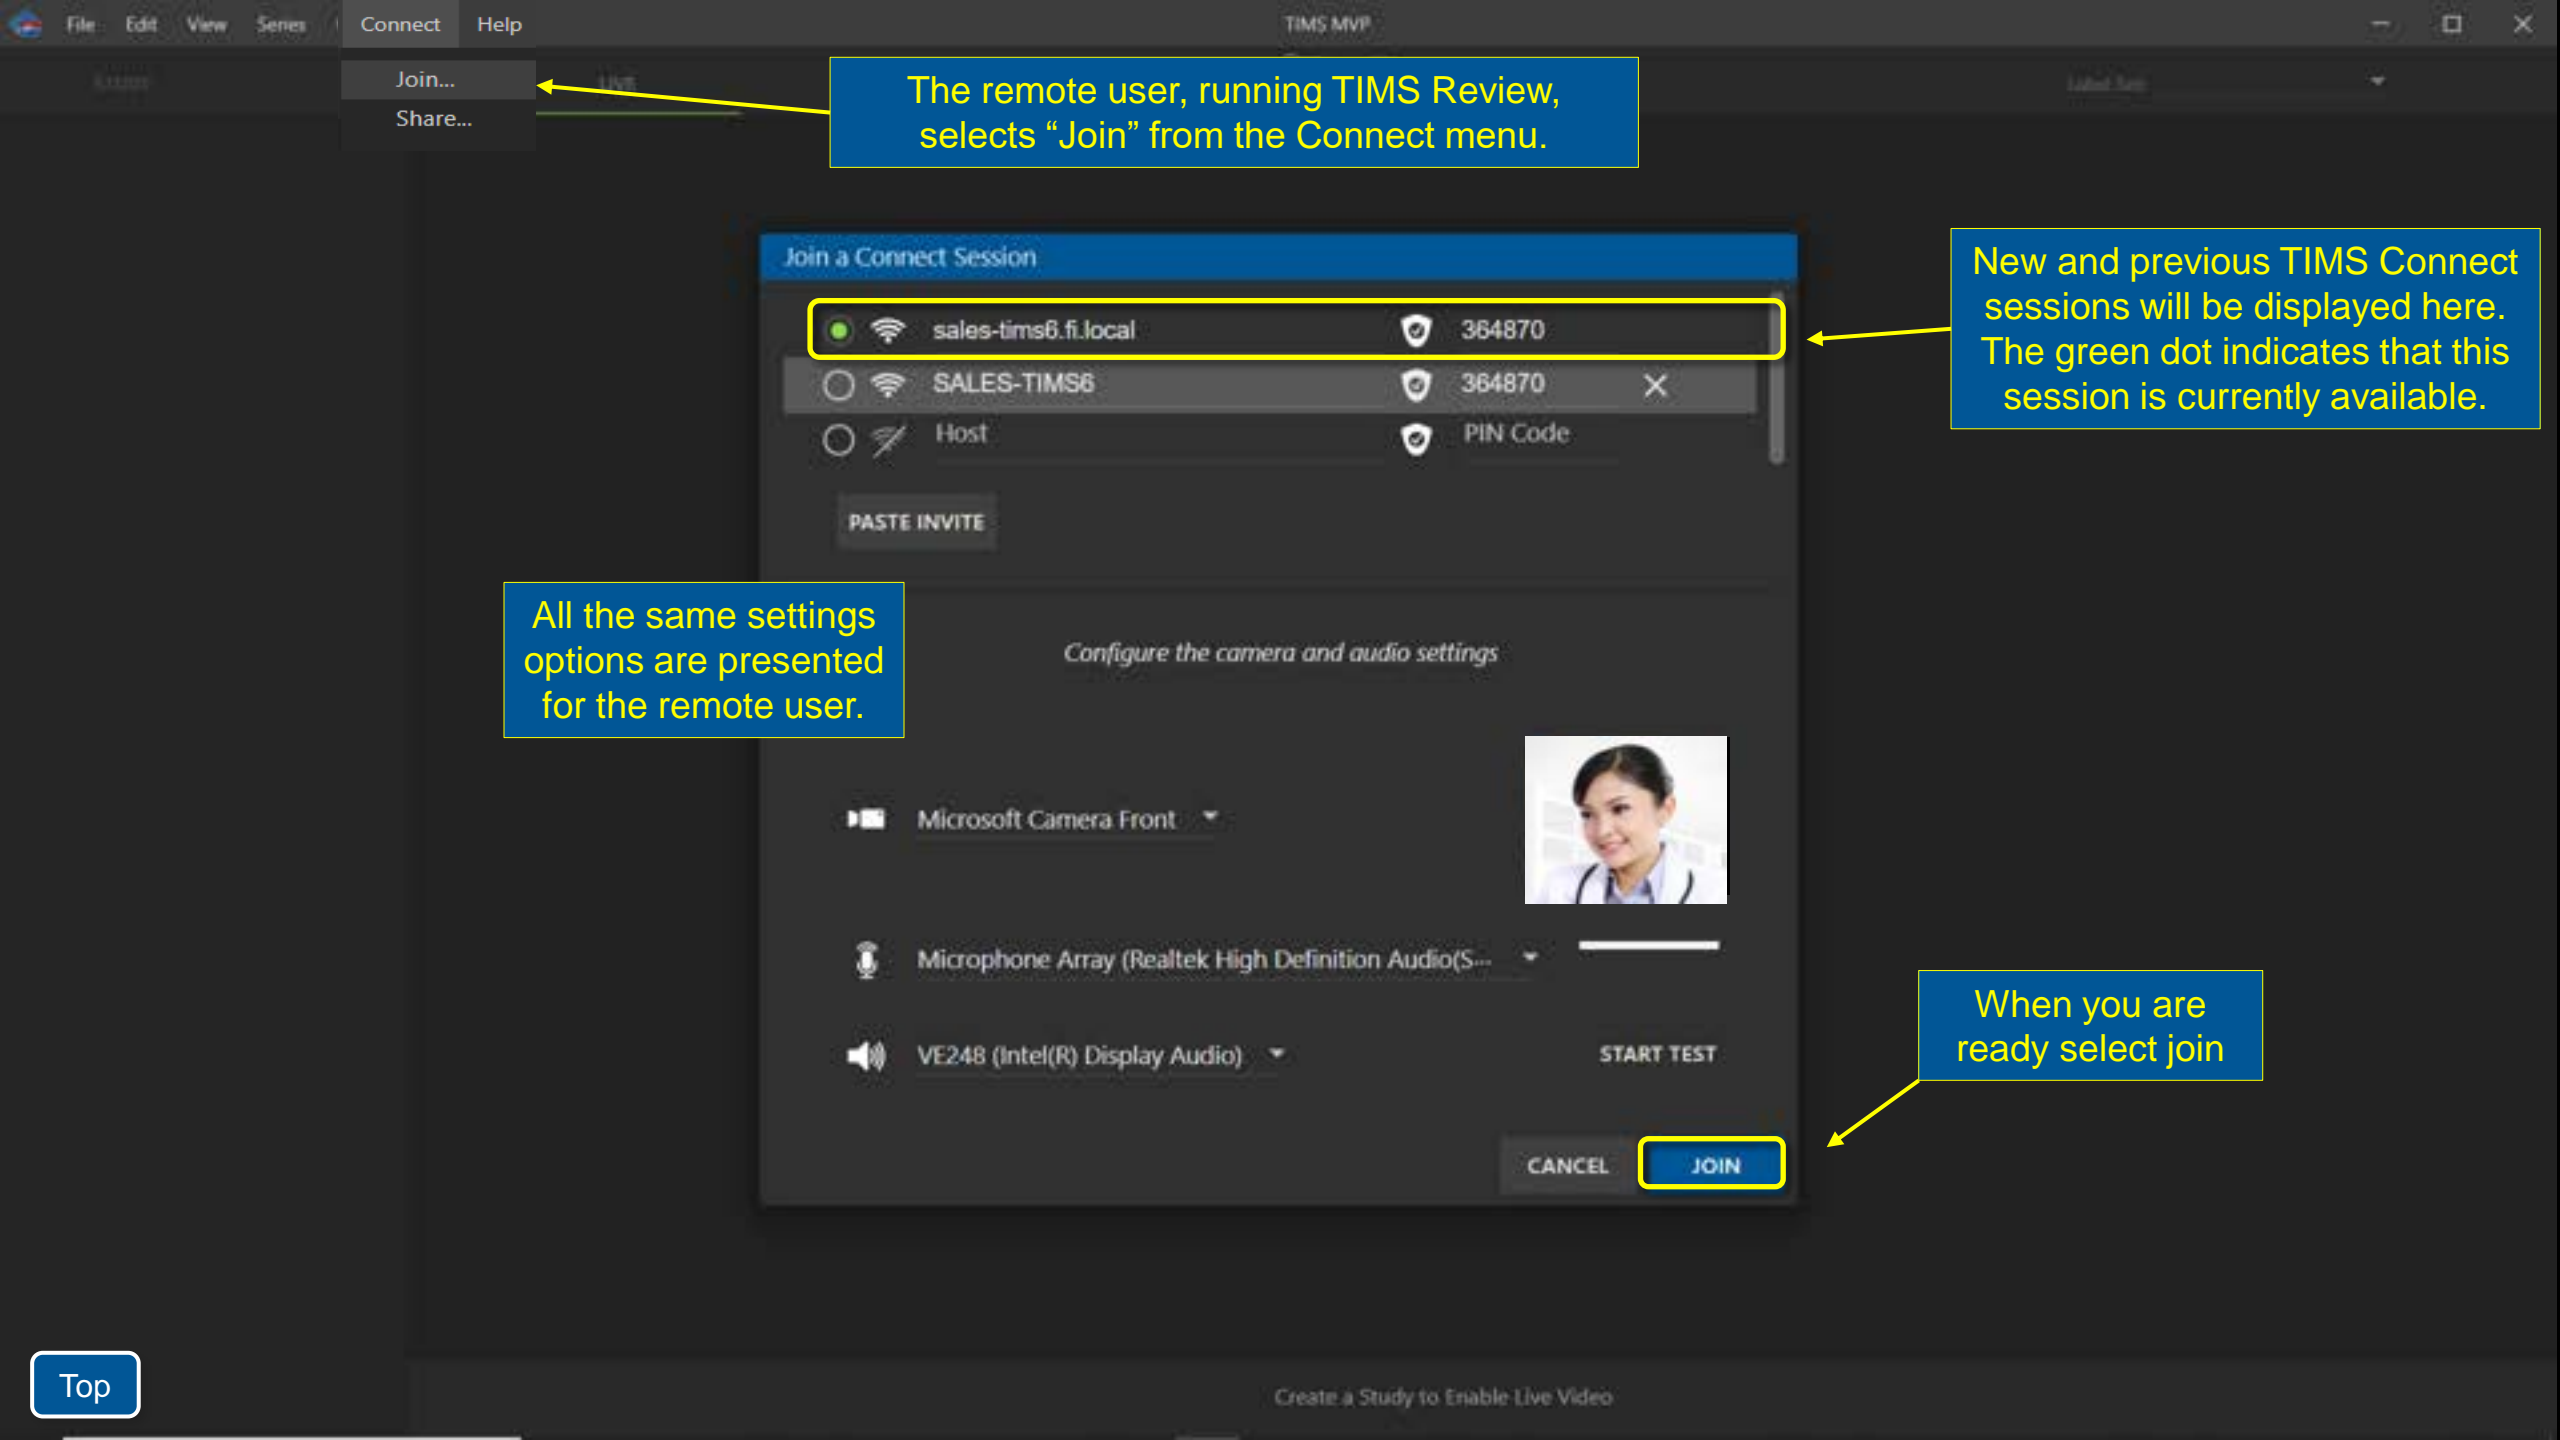 File Edit View Series Connect Help
TIMS MVP
Join...
Share...
LIVE
The remote user, running TIMS Review,
selects “Join” from the Connect menu.
Join a Connect Session
sales-tims6.fi.local 364870
SALES-TIMS6 364870
Host PIN Code
PASTE INVITE
New and previous TIMS Connect
sessions will be displayed here.
The green dot indicates that this
session is currently available.
All the same settings
options are presented
for the remote user.
Configure the camera and audio settings
Microsoft Camera Front
Microphone Array (Realtek High Definition Audio(S...
VE248 (Intel(R) Display Audio)
START TEST
When you are
ready select join
CANCEL JOIN
Top
Create a Study to Enable Live Video